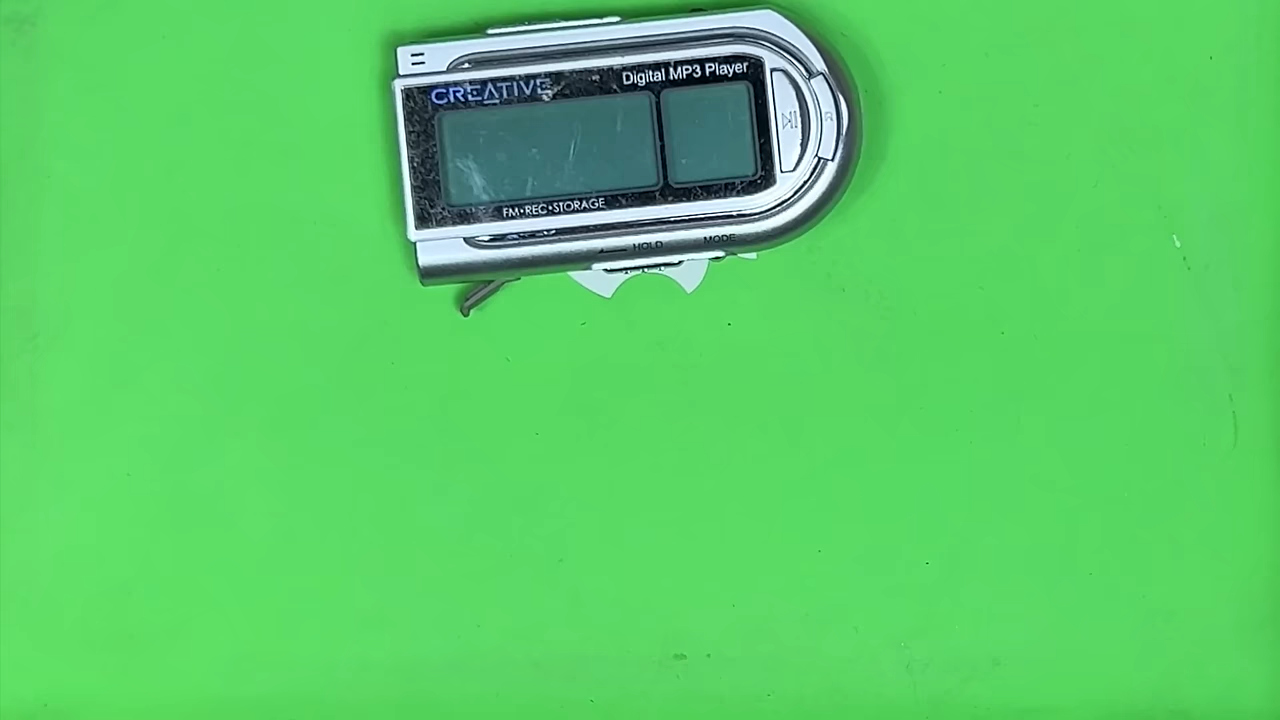 CREATIVE
Digital MP3 Player
FM•REC•STORAGE
HOLD
MODE
R